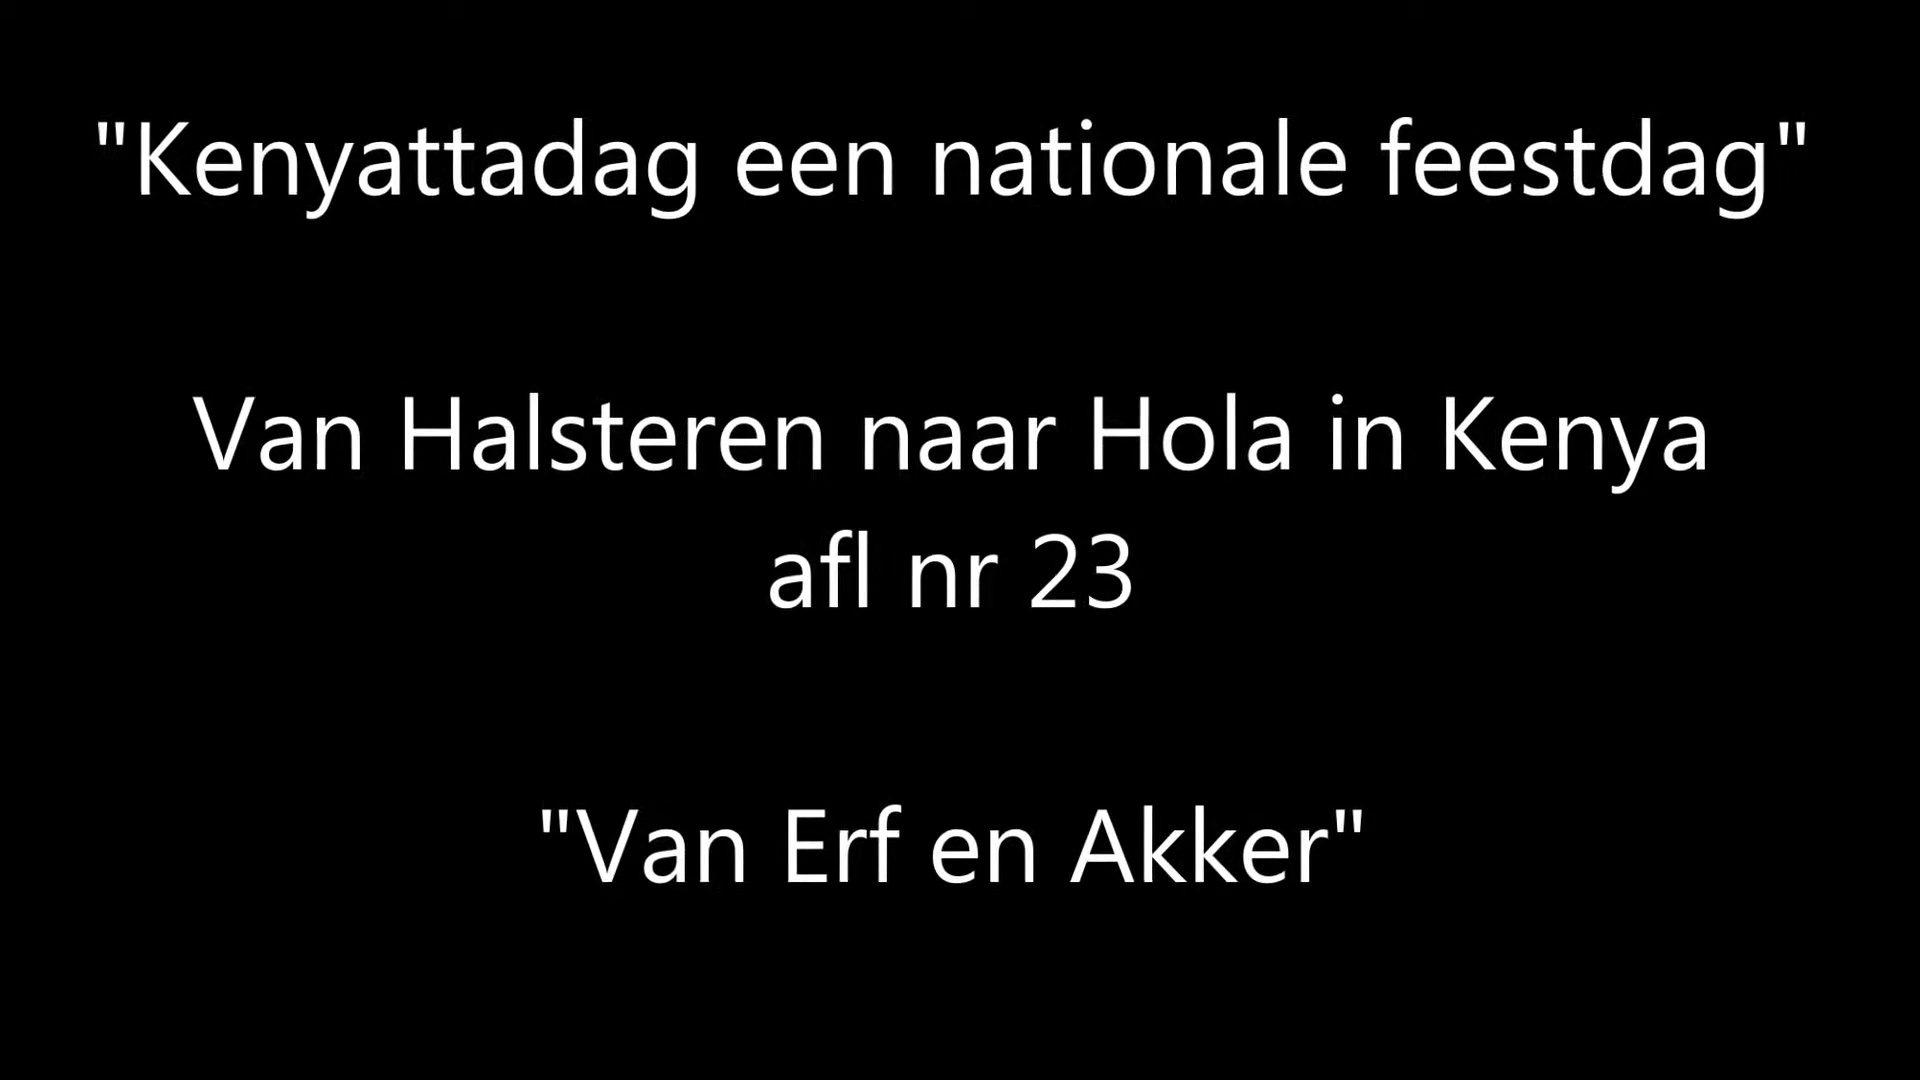 "Kenyattadag een nationale feestdag"
Van Halsteren naar Hola in Kenya
afl nr 23
"Van Erf en Akker"